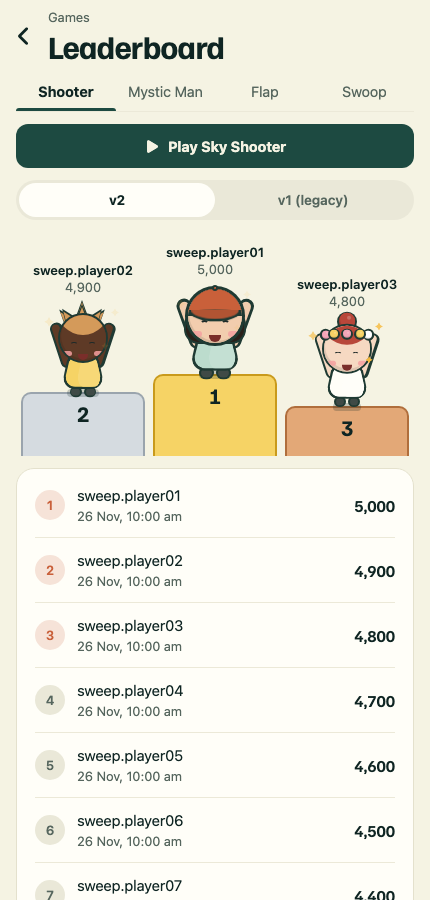 Games
Leaderboard
Shooter
Mystic Man
Flap
Swoop
Play Sky Shooter
v2
v1 (legacy)
sweep.player01
5,000
sweep.player02
4,900
sweep.player03
4,800
1
2
3
1
sweep.player01
26 Nov, 10:00 am
5,000
2
sweep.player02
26 Nov, 10:00 am
4,900
3
sweep.player03
26 Nov, 10:00 am
4,800
4
sweep.player04
26 Nov, 10:00 am
4,700
5
sweep.player05
26 Nov, 10:00 am
4,600
6
sweep.player06
26 Nov, 10:00 am
4,500
7
sweep.player07
4,400